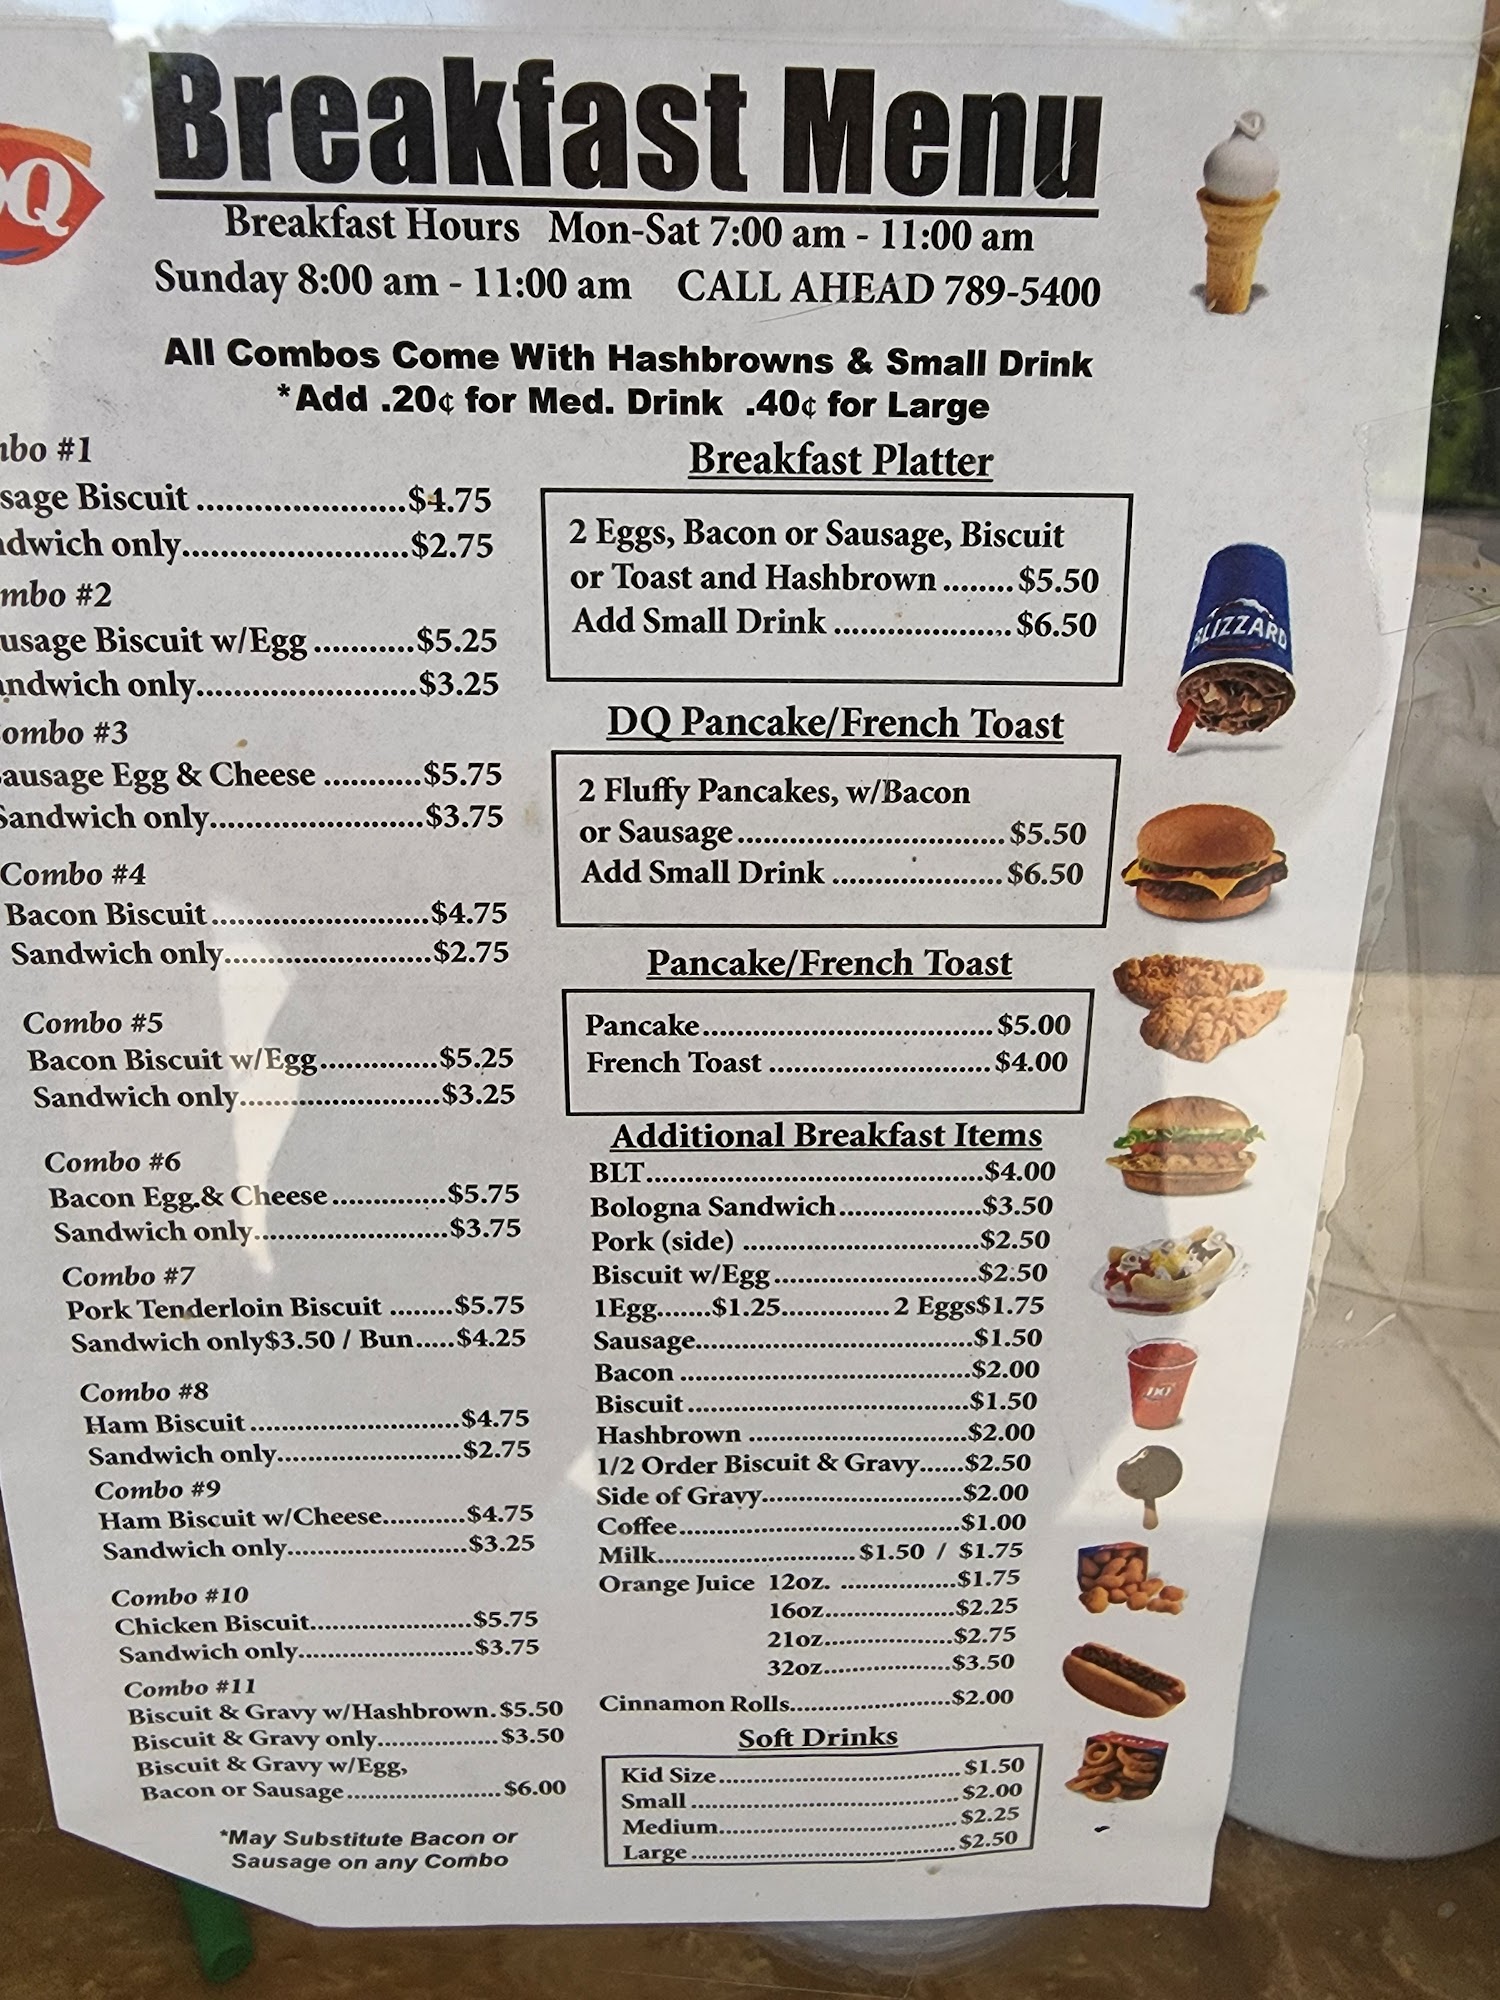 Breakfast Menu
Q
Breakfast Hours Mon-Sat 7:00 am - 11:00 am
Sunday 8:00 am - 11:00 am CALL AHEAD 789-5400
All Combos Come With Hashbrowns & Small Drink
*Add .20¢ for Med. Drink .40¢ for Large
mbo #1
sage Biscuit ......................$4.75
dwich only........................$2.75
mbo #2
usage Biscuit w/Egg ...........$5.25
andwich only.......................$3.25
ombo #3
ausage Egg & Cheese ...........$5.75
Sandwich only.......................$3.75
Combo #4
Bacon Biscuit.......................$4.75
Sandwich only......................$2.75
Combo #5
Bacon Biscuit w/Egg..............$5.25
Sandwich only.......................$3.25
Combo #6
Bacon Egg.& Cheese..............$5.75
Sandwich only.......................$3.75
Combo #7
Pork Tenderloin Biscuit ........$5.75
Sandwich only$3.50 / Bun.....$4.25
Combo #8
Ham Biscuit.........................$4.75
Sandwich only......................$2.75
Combo #9
Ham Biscuit w/Cheese...........$4.75
Sandwich only......................$3.25
Combo #10
Chicken Biscuit.....................$5.75
Sandwich only......................$3.75
Combo #11
Biscuit & Gravy w/Hashbrown.$5.50
Biscuit & Gravy only.................$3.50
Biscuit & Gravy w/Egg,
Bacon or Sausage......................$6.00
*May Substitute Bacon or
Sausage on any Combo
Breakfast Platter
2 Eggs, Bacon or Sausage, Biscuit
or Toast and Hashbrown ........$5.50
Add Small Drink ....................$6.50
DQ Pancake/French Toast
2 Fluffy Pancakes, w/Bacon
or Sausage..............................$5.50
Add Small Drink ...................$6.50
Pancake/French Toast
Pancake..................................$5.00
French Toast ..........................$4.00
Additional Breakfast Items
BLT........................................$4.00
Bologna Sandwich.................$3.50
Pork (side) ............................$2.50
Biscuit w/Egg........................$2.50
1Egg.......$1.25............. 2 Eggs$1.75
Sausage.................................$1.50
Bacon ...................................$2.00
Biscuit ..................................$1.50
Hashbrown ...........................$2.00
1/2 Order Biscuit & Gravy......$2.50
Side of Gravy.........................$2.00
Coffee....................................$1.00
Milk......................... $1.50 / $1.75
Orange Juice 12oz. ................$1.75
16oz..................$2.25
21oz..................$2.75
32oz..................$3.50
Cinnamon Rolls.....................$2.00
Soft Drinks
Kid Size.................................$1.50
Small .....................................$2.00
Medium.................................$2.25
Large .....................................$2.50
BLIZZARD
DQ